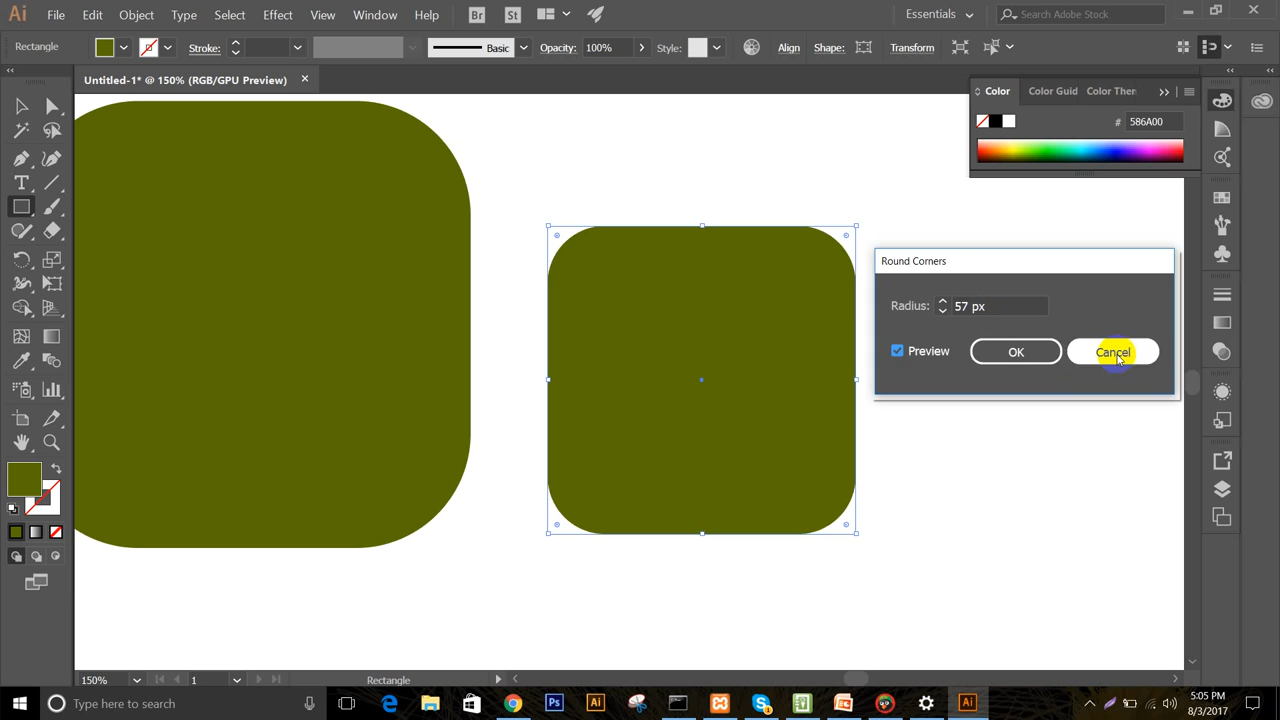 Ai File Edit Object Type Select Effect View Window Help Br St Essentials Search Adobe Stock
Rectangle Stroke: Basic Opacity: 100% Style: Align Shape: Transform
Untitled-1* @ 150% (RGB/GPU Preview)
Color Color Guid Color Ther
# 586A00
Round Corners
Radius: 57 px
Preview OK Cancel
150% 1 Rectangle
Type here to search Ps Ai Ai 5:05 PM
8/3/2017